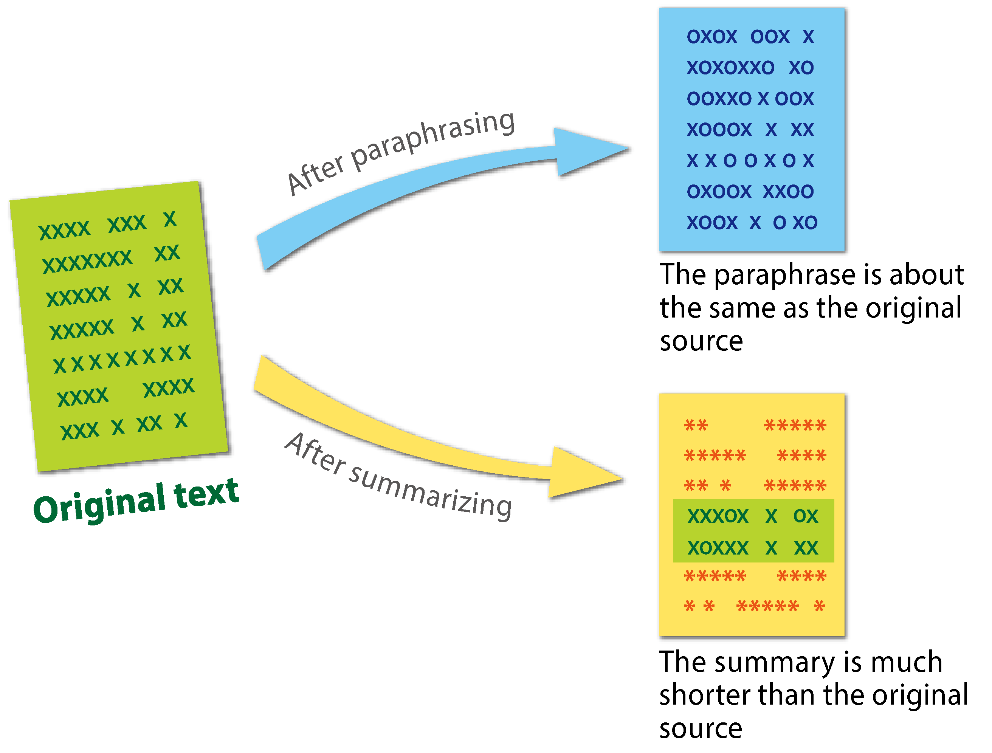 XXXX XXX X
XXXXXXX XX
XXXXX X XX
XXXXX X XX
X X X X X X X X
XXXX XXXX
XXX X XX X
Original text
After paraphrasing
OXOX OOX X
XOXOXXO XO
OOXXO X OOX
XOOOX X XX
X X O O X O X
OXOOX XXOO
XOOX X O XO
The paraphrase is about
the same as the original
source
After summarizing
** *****
***** ****
** * *****
XXXOX X OX
XOXXX X XX
***** ****
* * ***** *
The summary is much
shorter than the original
source